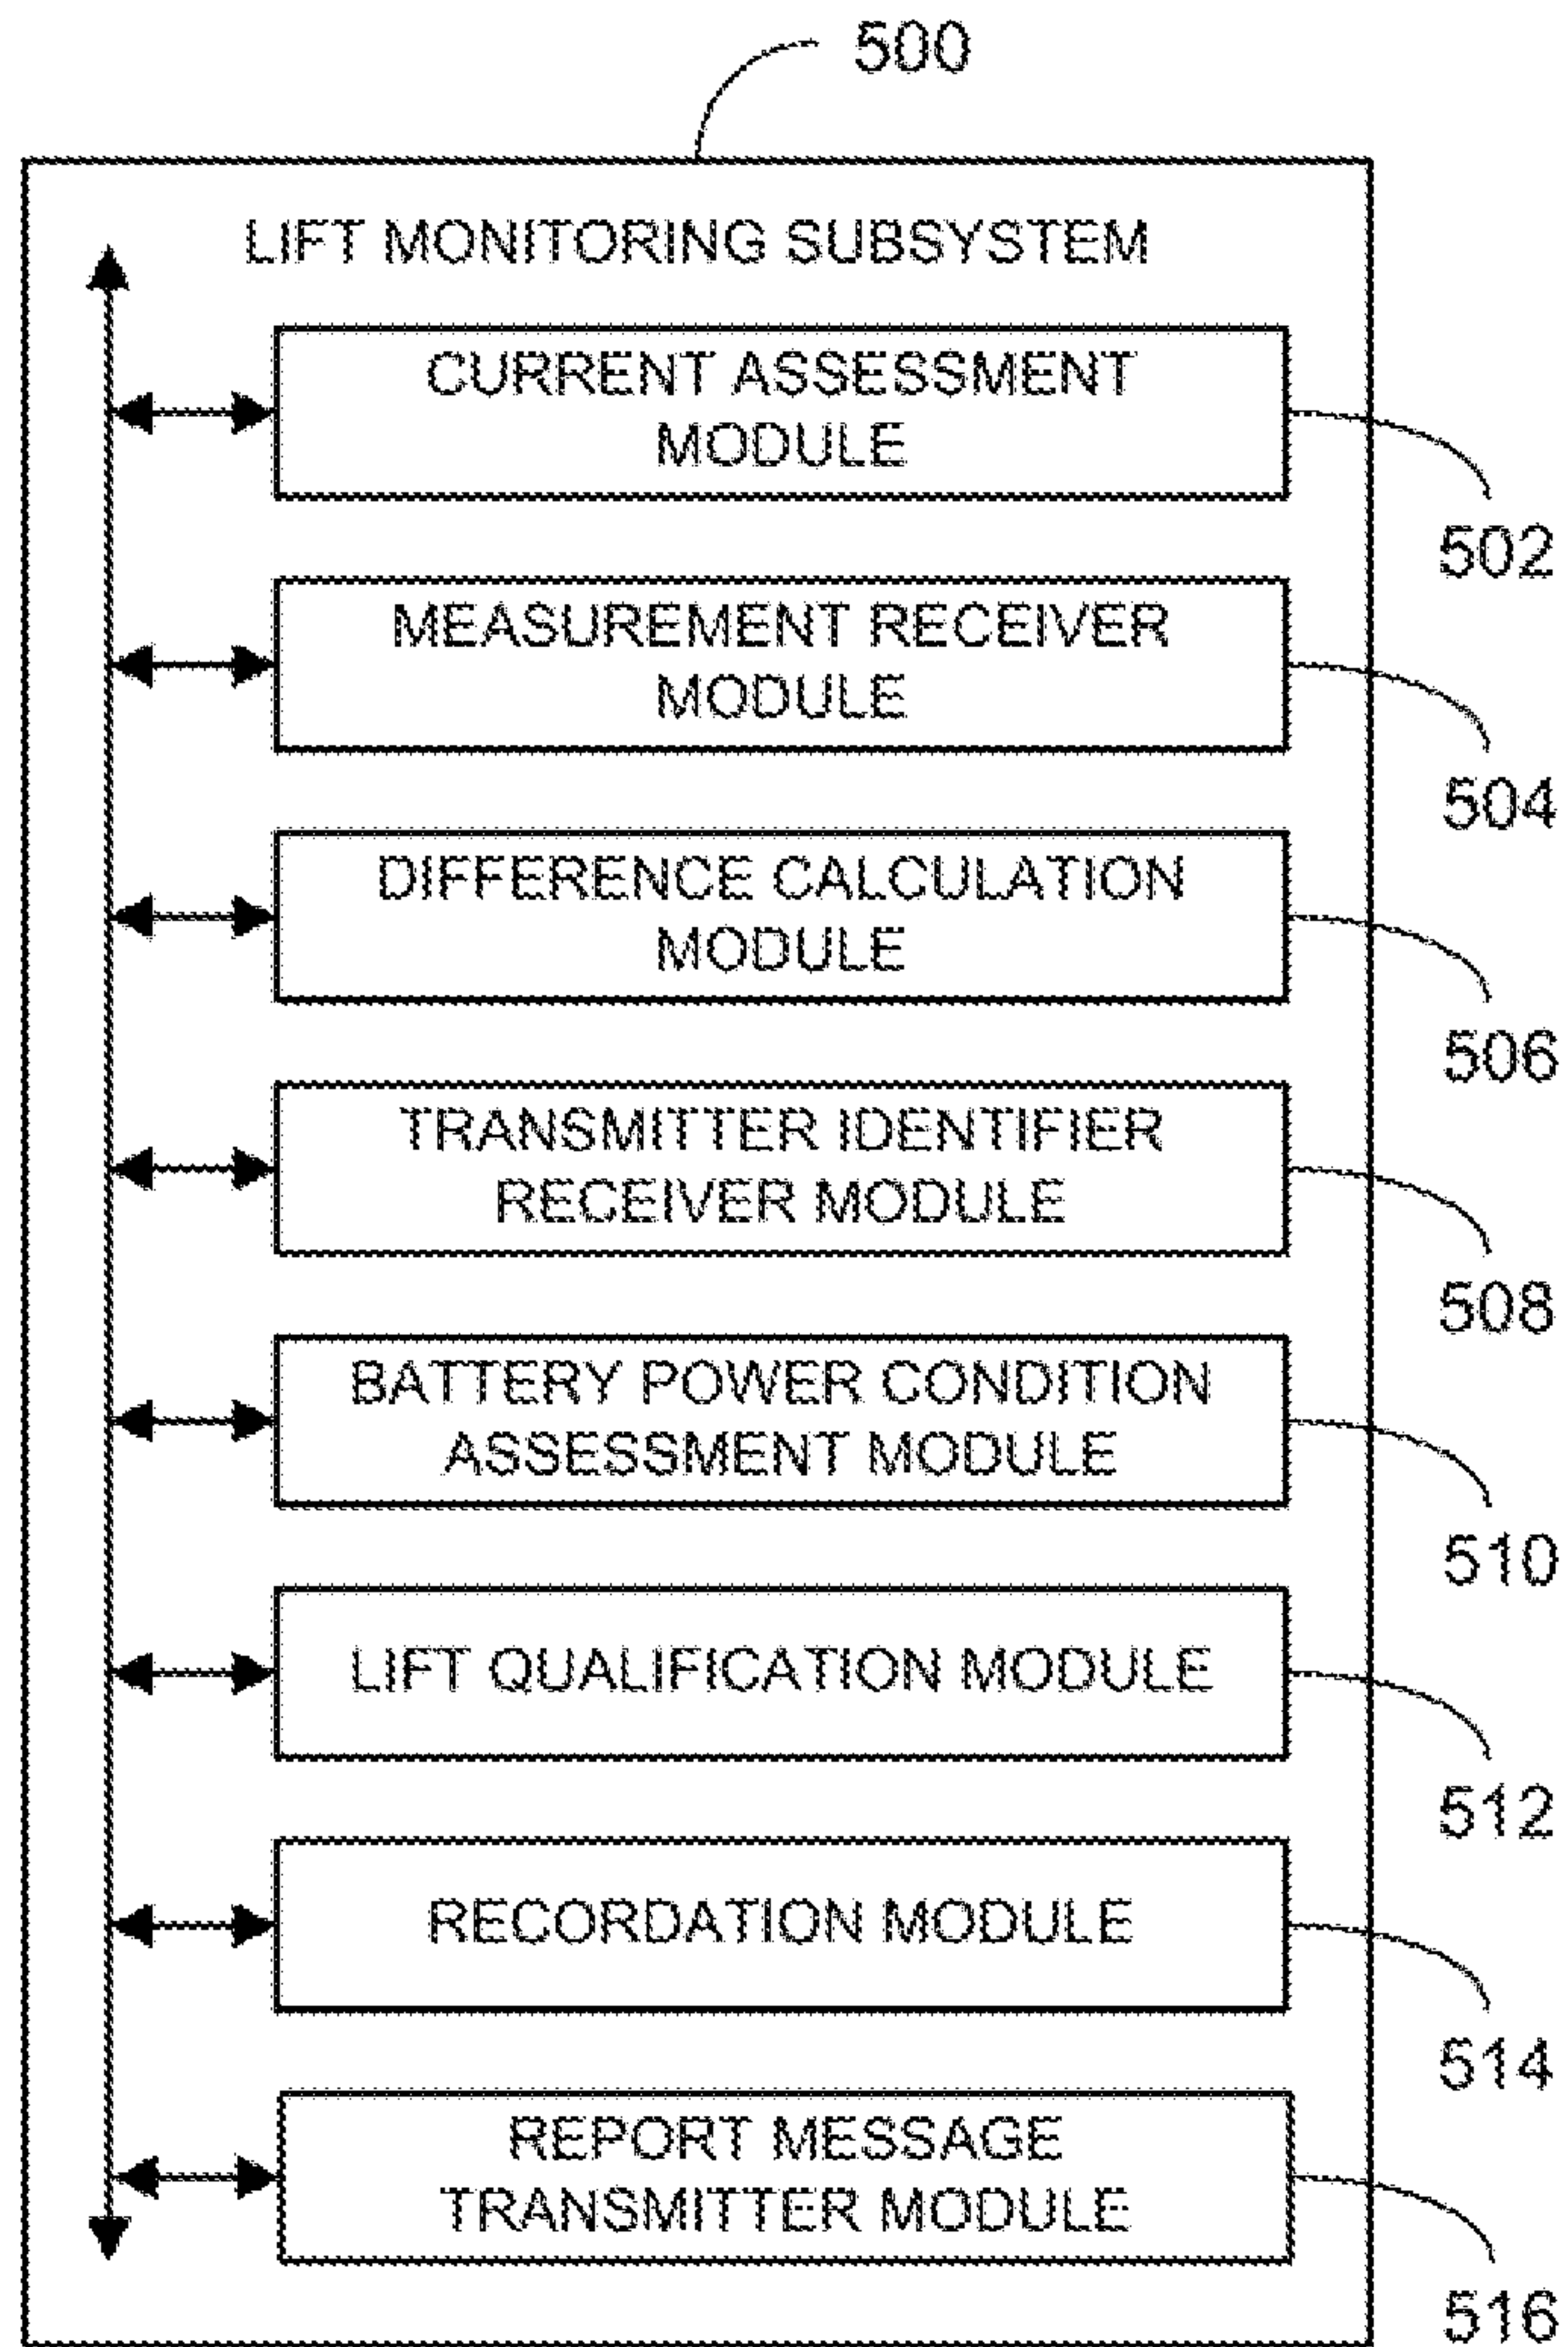 500
LIFT MONITORING SUBSYSTEM
CURRENT ASSESSMENT
MODULE
502
MEASUREMENT RECEIVER
MODULE
504
DIFFERENCE CALCULATION
MODULE
506
TRANSMITTER IDENTIFIER
RECEIVER MODULE
508
BATTERY POWER CONDITION
ASSESSMENT MODULE
510
LIFT QUALIFICATION MODULE
512
RECORDATION MODULE
514
REPORT MESSAGE
TRANSMITTER MODULE
516